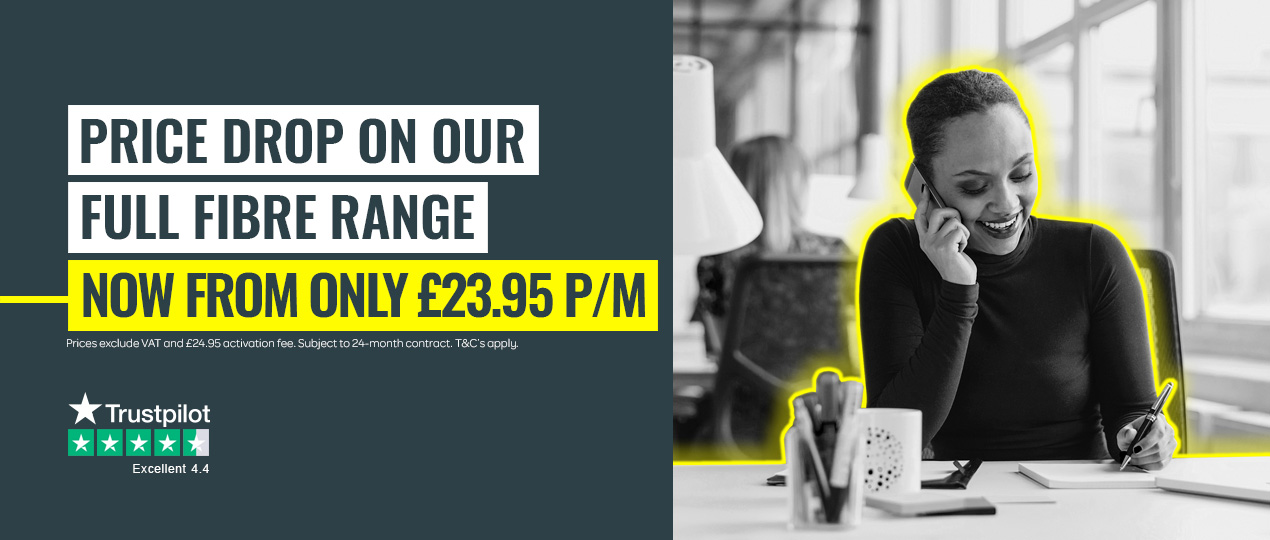 PRICE DROP ON OUR
FULL FIBRE RANGE
NOW FROM ONLY £23.95 P/M
Prices exclude VAT and £24.95 activation fee. Subject to 24-month contract. T&C's apply.
Trustpilot
Excellent 4.4